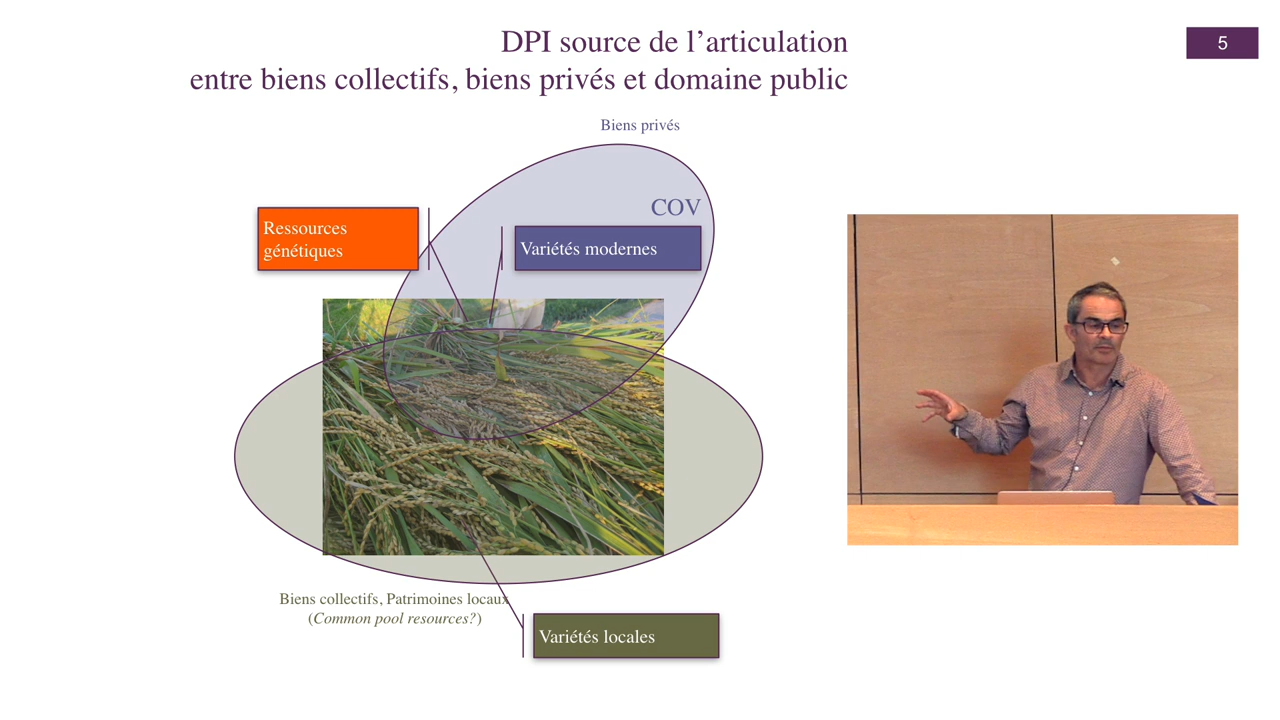 DPI source de l’articulation
entre biens collectifs, biens privés et domaine public
5
Biens privés
COV
Ressources
génétiques
Variétés modernes
Biens collectifs, Patrimoines locaux
(Common pool resources?)
Variétés locales